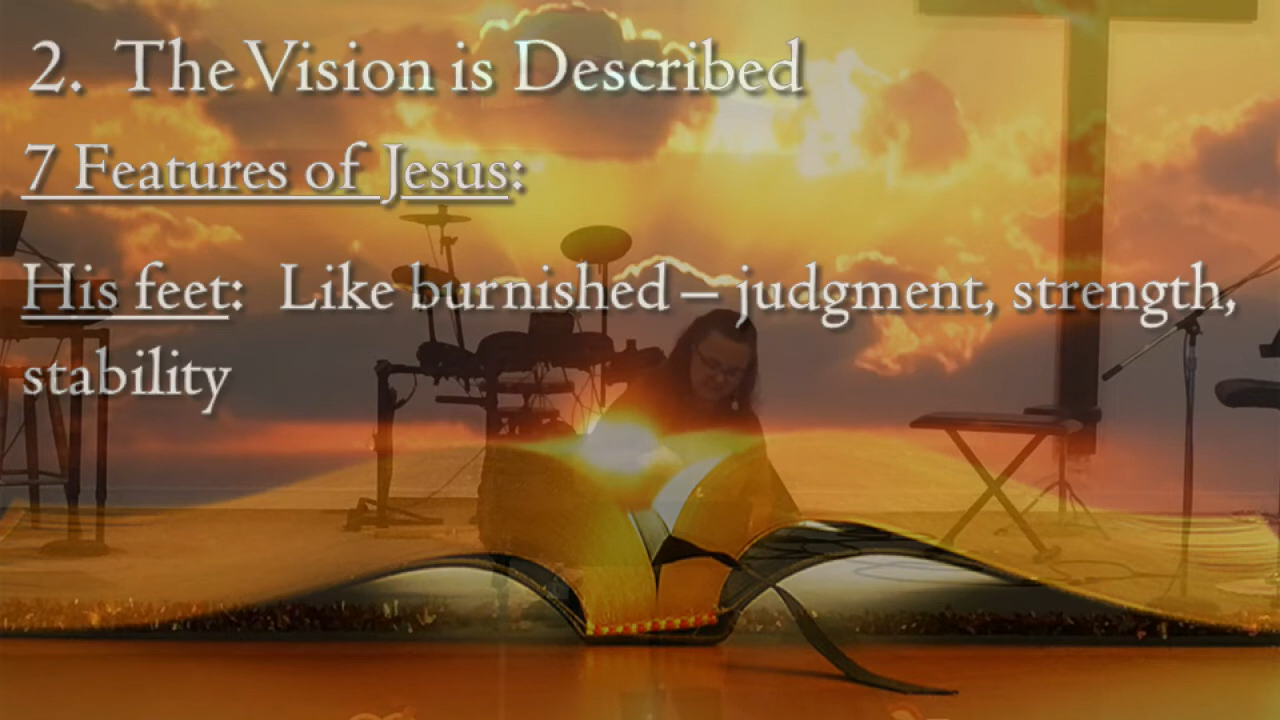 2. The Vision is Described
7 Features of Jesus:
His feet: Like burnished – judgment, strength,
stability